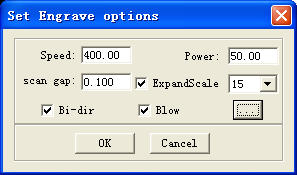 Set Engrave options
Speed: 400.00 Power: 50.00
scan gap: 0.100 ExpandScale 15
Bi-dir Blow ...
OK Cancel